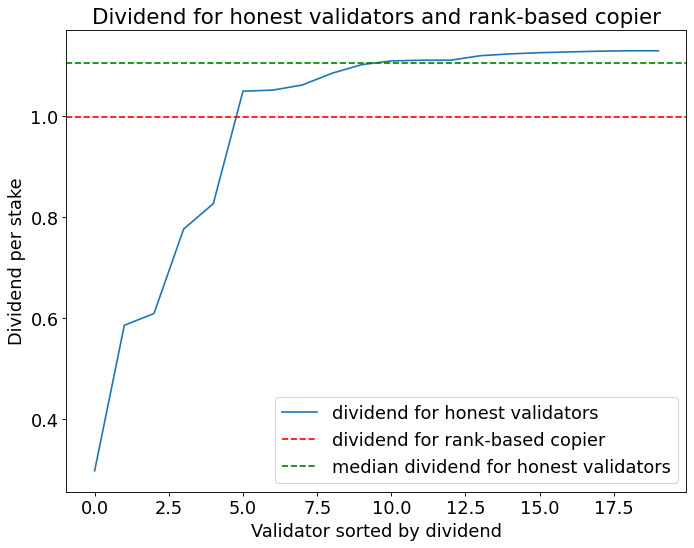 Dividend for honest validators and rank-based copier
Dividend per stake
1.0
0.8
0.6
0.4
dividend for honest validators
dividend for rank-based copier
median dividend for honest validators
0.0 2.5 5.0 7.5 10.0 12.5 15.0 17.5
Validator sorted by dividend